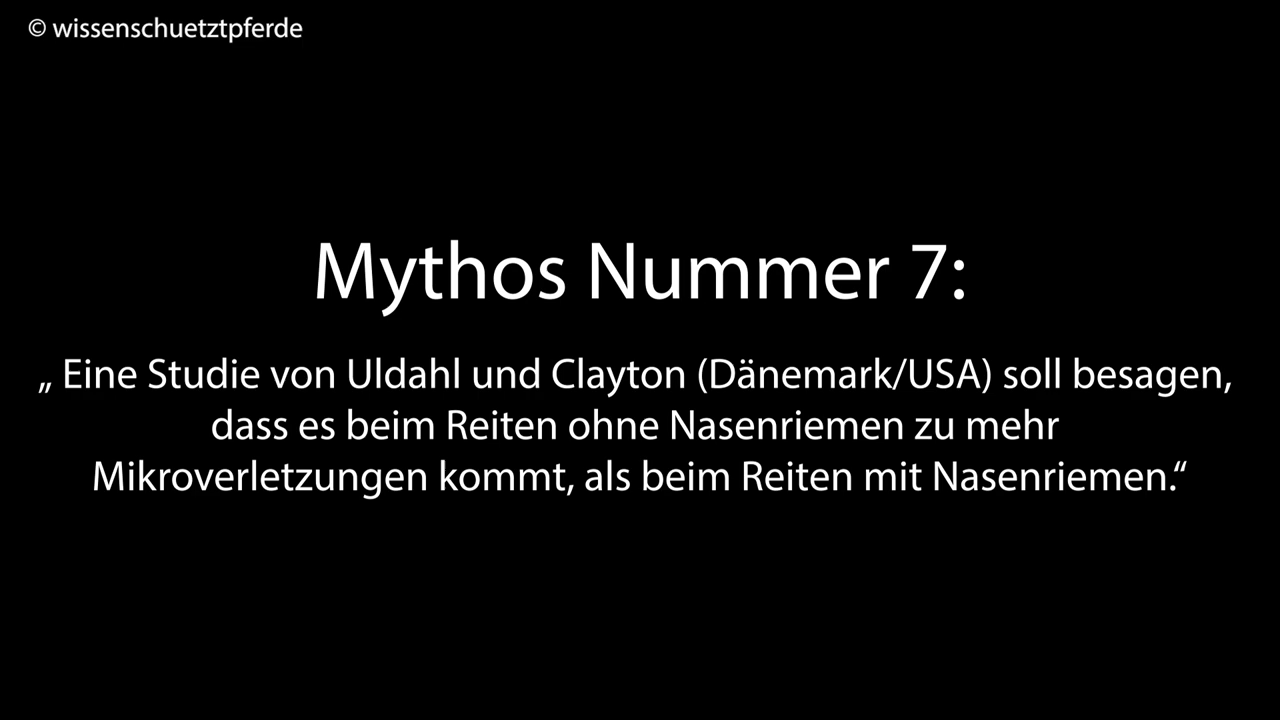 © wissenschuetztpferde
Mythos Nummer 7:
„ Eine Studie von Uldahl und Clayton (Dänemark/USA) soll besagen,
dass es beim Reiten ohne Nasenriemen zu mehr
Mikroverletzungen kommt, als beim Reiten mit Nasenriemen.“